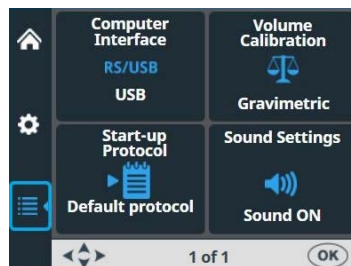 Computer
Interface
RS/USB
USB
Volume
Calibration
Gravimetric
Start-up
Protocol
Default protocol
Sound Settings
Sound ON
1 of 1
OK